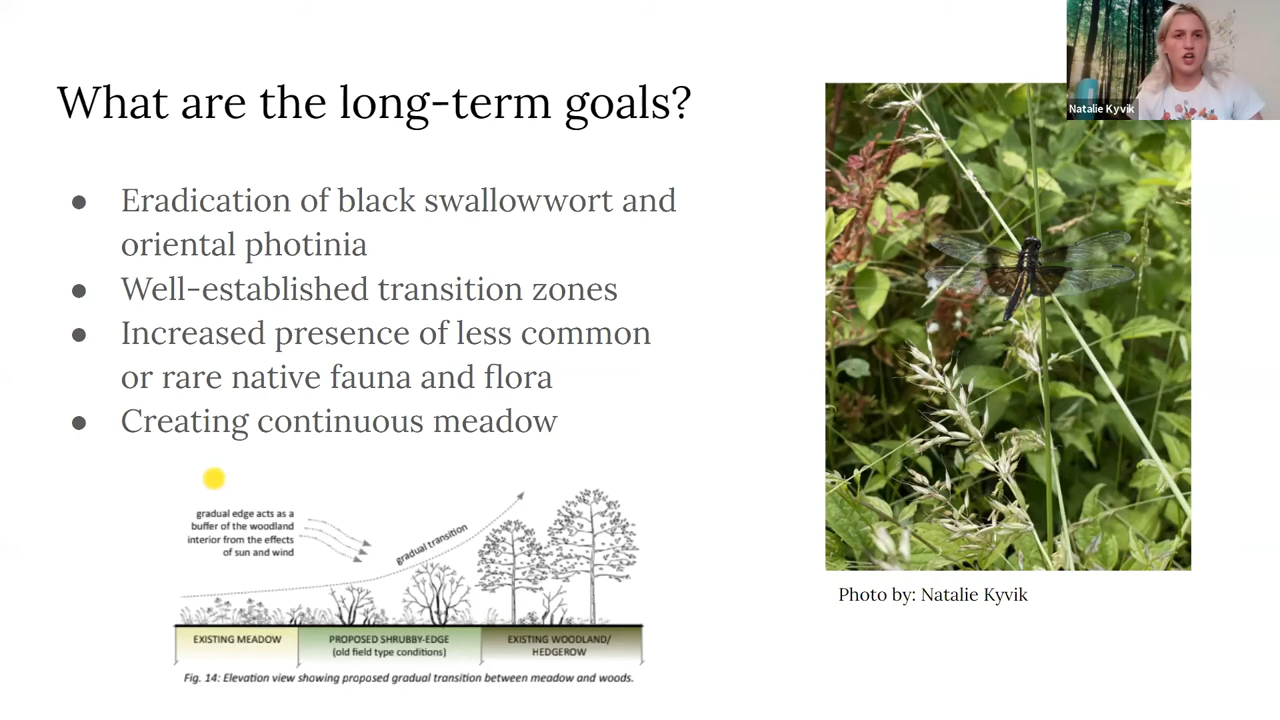 Natalie Kyvik
What are the long-term goals?
● Eradication of black swallowwort and
oriental photinia
● Well-established transition zones
● Increased presence of less common
or rare native fauna and flora
● Creating continuous meadow
gradual edge acts as a
buffer of the woodland
interior from the effects
of sun and wind
gradual transition
EXISTING MEADOW
PROPOSED SHRUBBY-EDGE
(old field type conditions)
EXISTING WOODLAND/
HEDGEROW
Fig. 14: Elevation view showing proposed gradual transition between meadow and woods.
Photo by: Natalie Kyvik